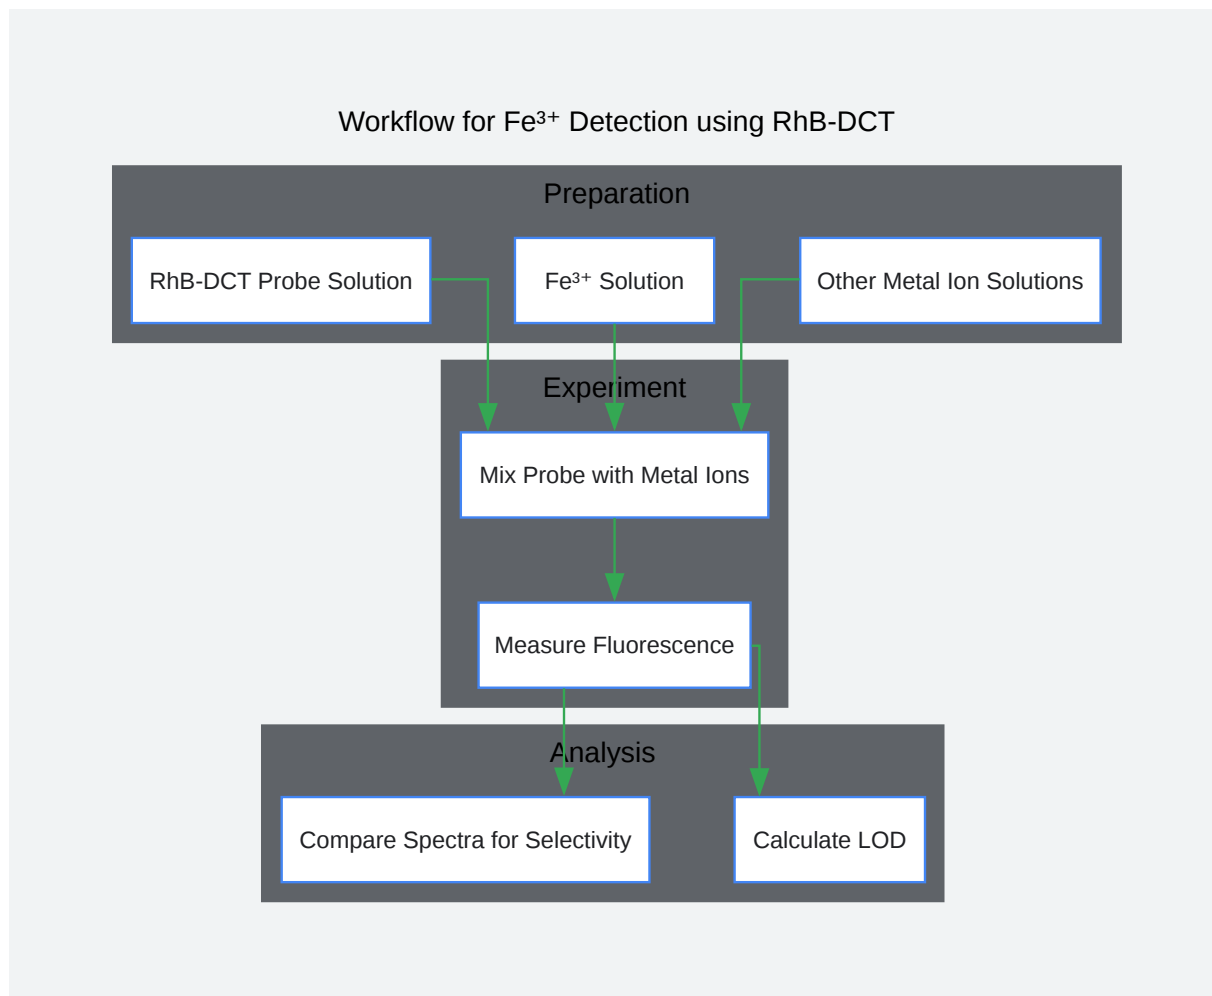 Workflow for Fe³⁺ Detection using RhB-DCT
Preparation
RhB-DCT Probe Solution
Fe³⁺ Solution
Other Metal Ion Solutions
Experiment
Mix Probe with Metal Ions
Measure Fluorescence
Analysis
Compare Spectra for Selectivity
Calculate LOD